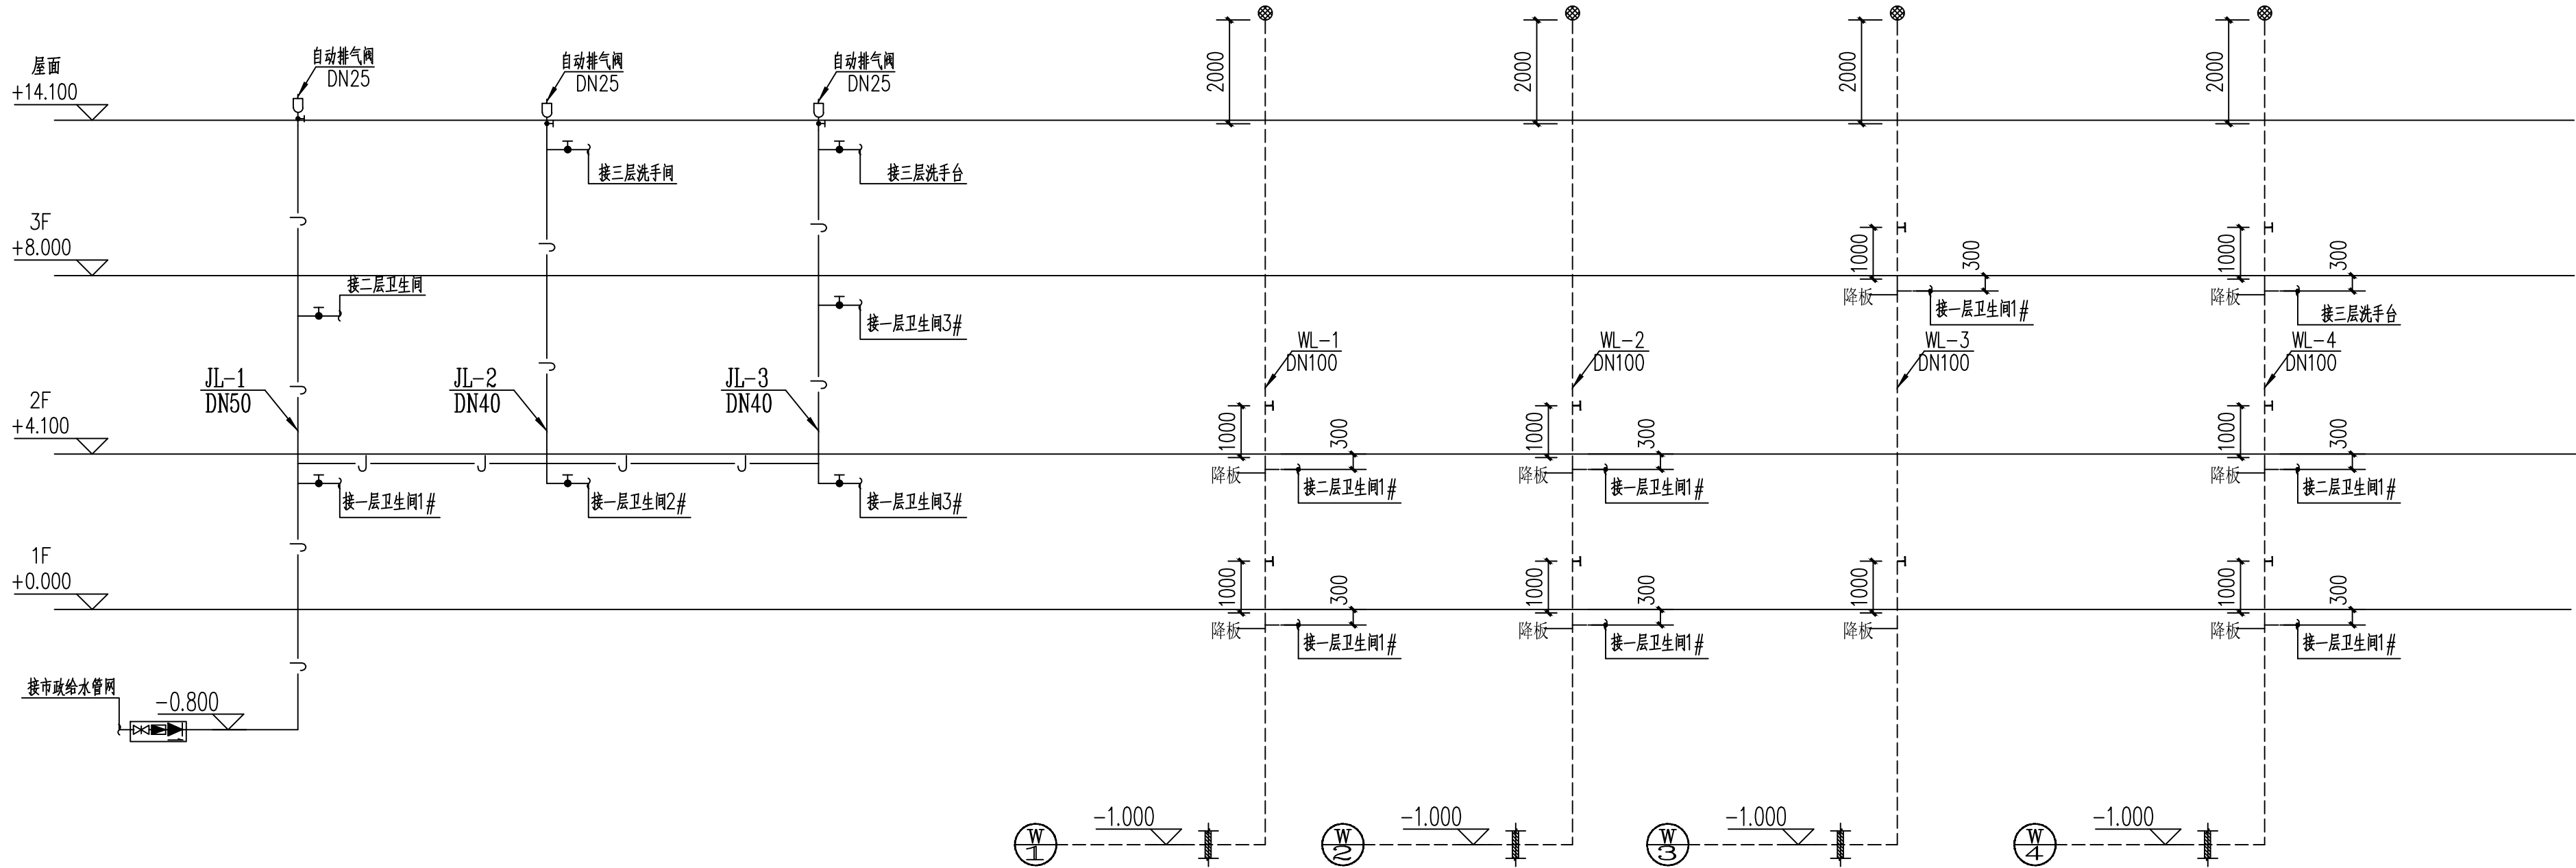 屋面
+14.100
自动排气阀
DN25
自动排气阀
DN25
自动排气阀
DN25
2000
2000
2000
2000
接三层洗手间
接三层洗手台
3F
+8.000
1000
300
1000
300
接二层卫生间
降板
接一层卫生间1#
降板
接三层洗手台
接一层卫生间3#
WL-1
DN100
WL-2
DN100
WL-3
DN100
WL-4
DN100
JL-1
DN50
JL-2
DN40
JL-3
DN40
2F
+4.100
1000
300
1000
300
1000
300
J
J
J
J
J
J
J
J
J
J
J
J
降板
接二层卫生间1#
降板
接一层卫生间1#
降板
接二层卫生间1#
接一层卫生间1#
接一层卫生间2#
接一层卫生间3#
1F
+0.000
1000
300
1000
300
1000
1000
300
降板
接一层卫生间1#
降板
接一层卫生间1#
降板
降板
接一层卫生间1#
接市政给水管网
-0.800
W
1
-1.000
W
2
-1.000
W
3
-1.000
W
4
-1.000